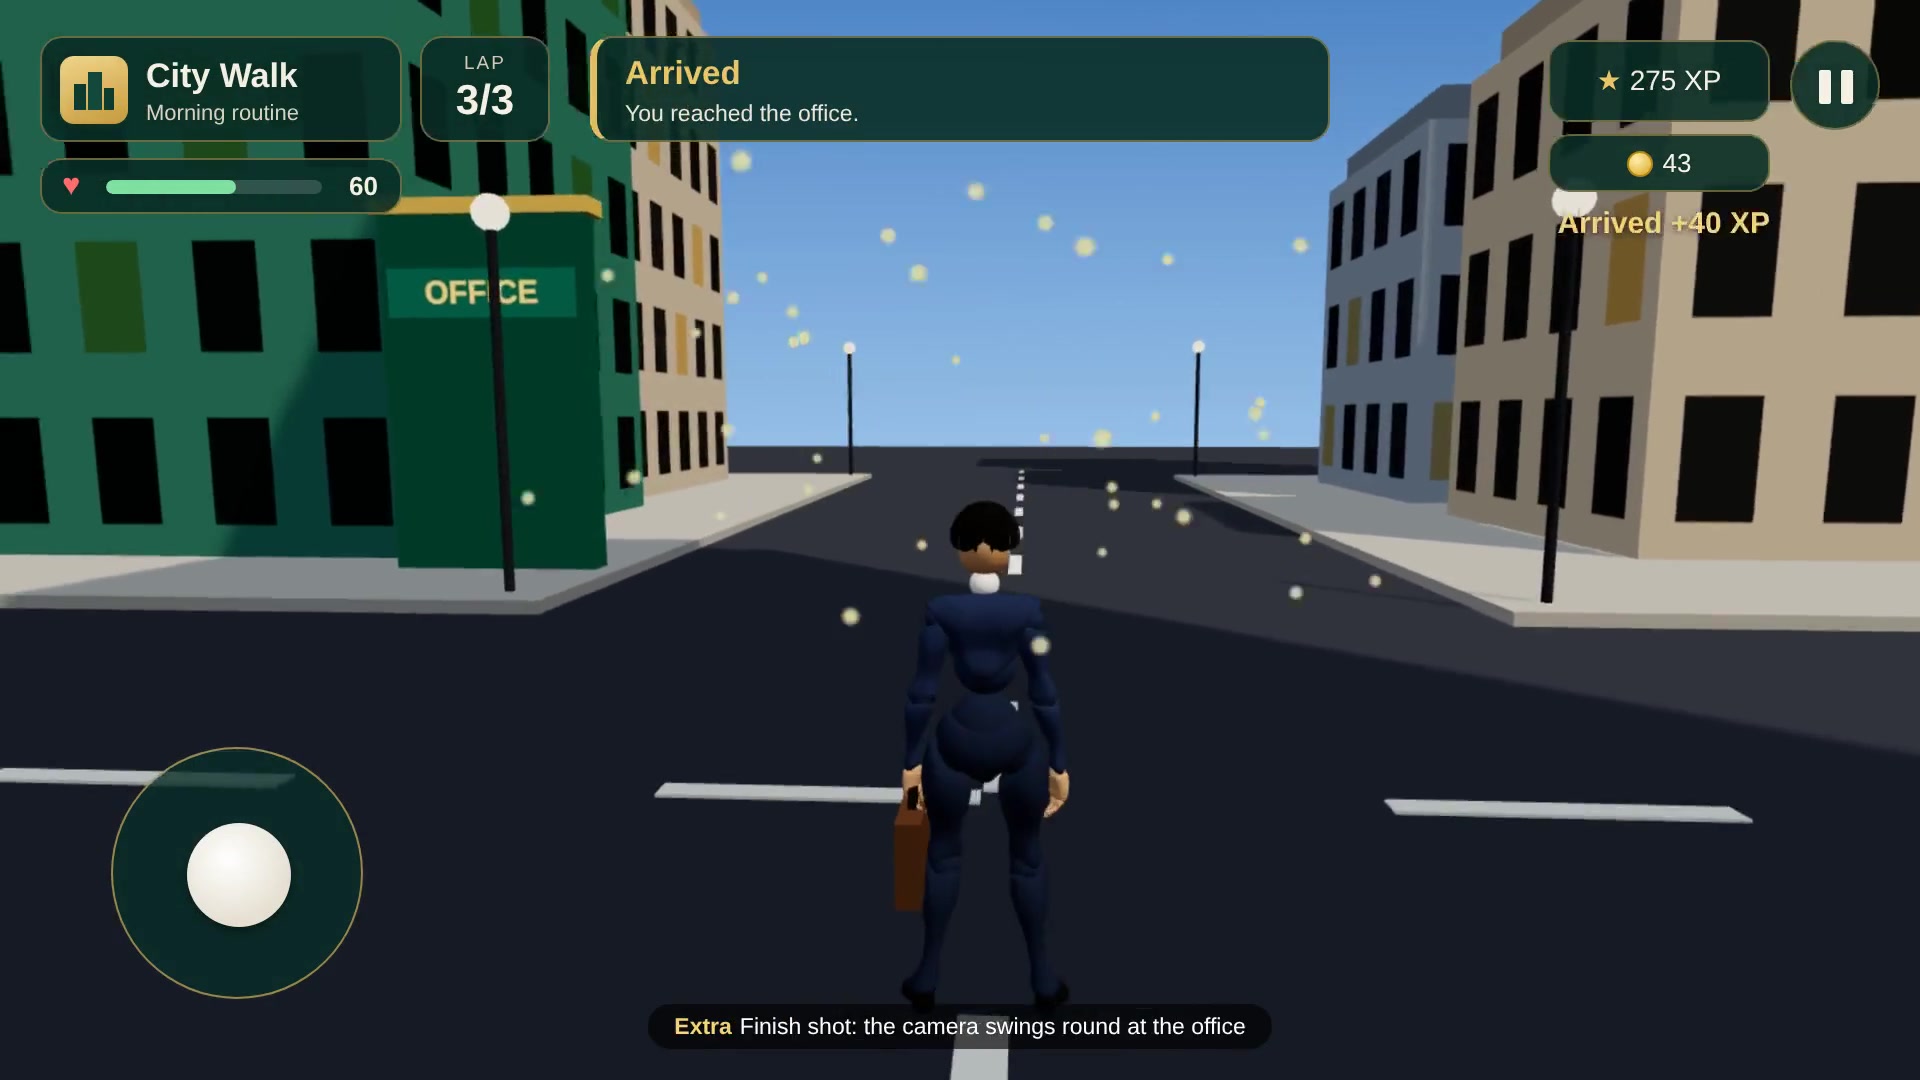 City Walk
Morning routine
LAP
3/3
Arrived
You reached the office.
275 XP
60
43
Arrived +40 XP
OFFICE
Extra Finish shot: the camera swings round at the office